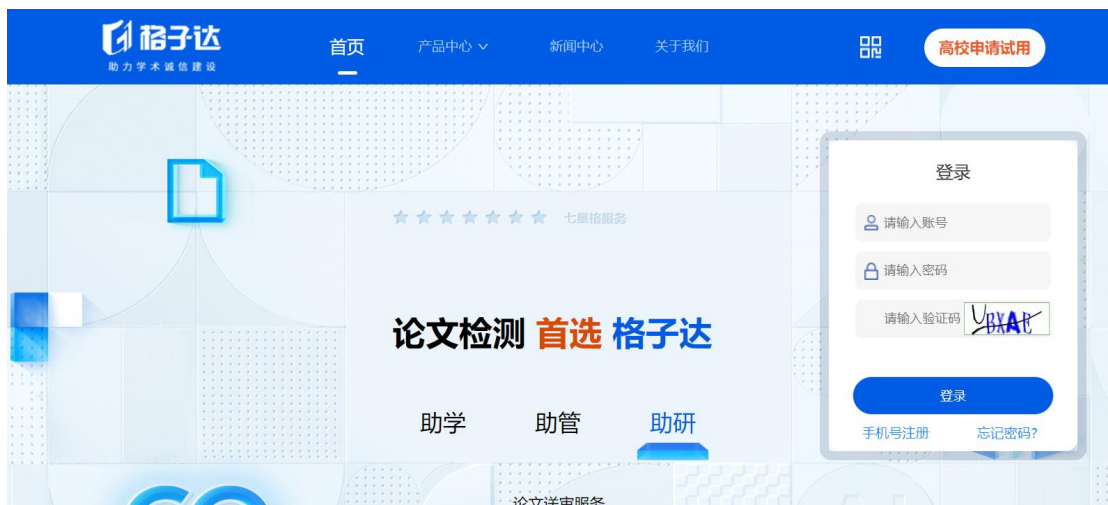 格子达
助力学术诚信建设
首页 产品中心 新闻中心 关于我们 高校申请试用
登录
七星格服务
请输入账号
请输入密码
请输入验证码 UBXAE
论文检测 首选 格子达
登录
助学 助管 助研
手机号注册 忘记密码?
论文送审服务